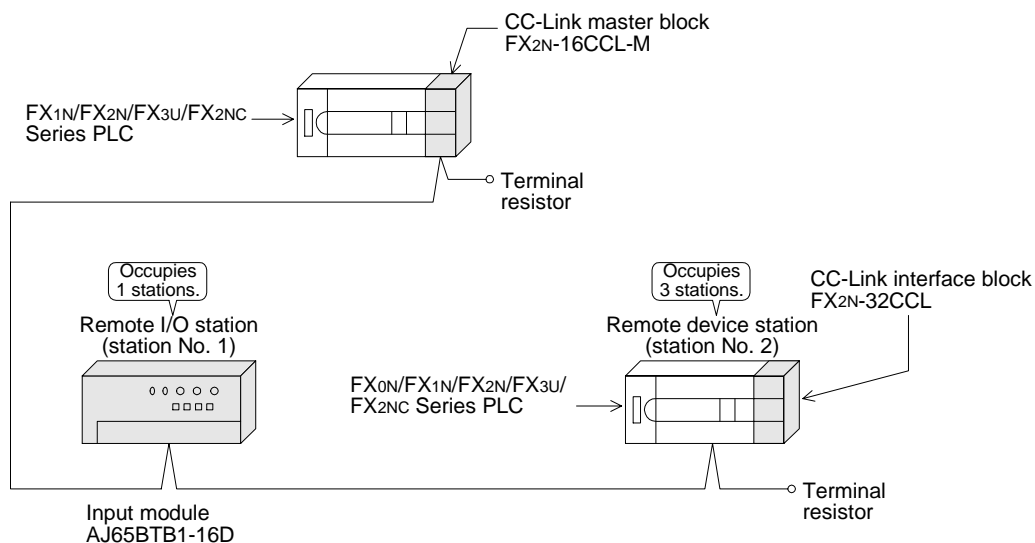 CC-Link master block
FX2N-16CCL-M
FX1N/FX2N/FX3U/FX2NC
Series PLC
Terminal
resistor
Occupies
1 stations.
Remote I/O station
(station No. 1)
Occupies
3 stations.
Remote device station
(station No. 2)
CC-Link interface block
FX2N-32CCL
FX0N/FX1N/FX2N/FX3U/
FX2NC Series PLC
Input module
AJ65BTB1-16D
Terminal
resistor